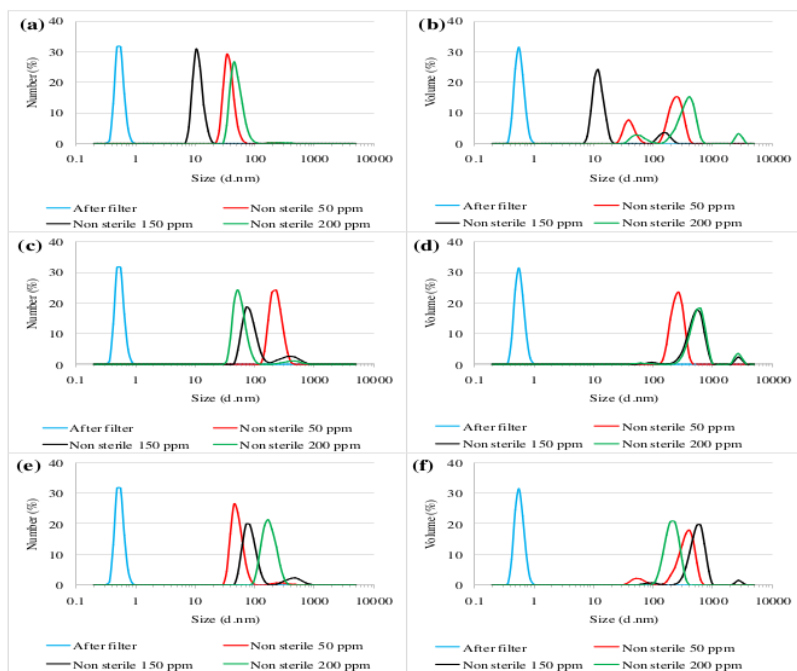 (a)
Number (%)
40
30
20
10
0
0.1 1 10 100 1000 10000
Size (d.nm)
After filter Non sterile 50 ppm
Non sterile 150 ppm Non sterile 200 ppm
(b)
Volume (%)
40
30
20
10
0
0.1 1 10 100 1000 10000
Size (d.nm)
After filter Non sterile 50 ppm
Non sterile 150 ppm Non sterile 200 ppm
(c)
Number (%)
40
30
20
10
0
0.1 1 10 100 1000 10000
Size (d.nm)
After filter Non sterile 50 ppm
Non sterile 150 ppm Non sterile 200 ppm
(d)
Volume (%)
40
30
20
10
0
0.1 1 10 100 1000 10000
Size (d.nm)
After filter Non sterile 50 ppm
Non sterile 150 ppm Non sterile 200 ppm
(e)
Number (%)
40
30
20
10
0
0.1 1 10 100 1000 10000
Size (d.nm)
After filter Non sterile 50 ppm
Non sterile 150 ppm Non sterile 200 ppm
(f)
Volume (%)
40
30
20
10
0
0.1 1 10 100 1000 10000
Size (d.nm)
After filter Non sterile 50 ppm
Non sterile 150 ppm Non sterile 200 ppm